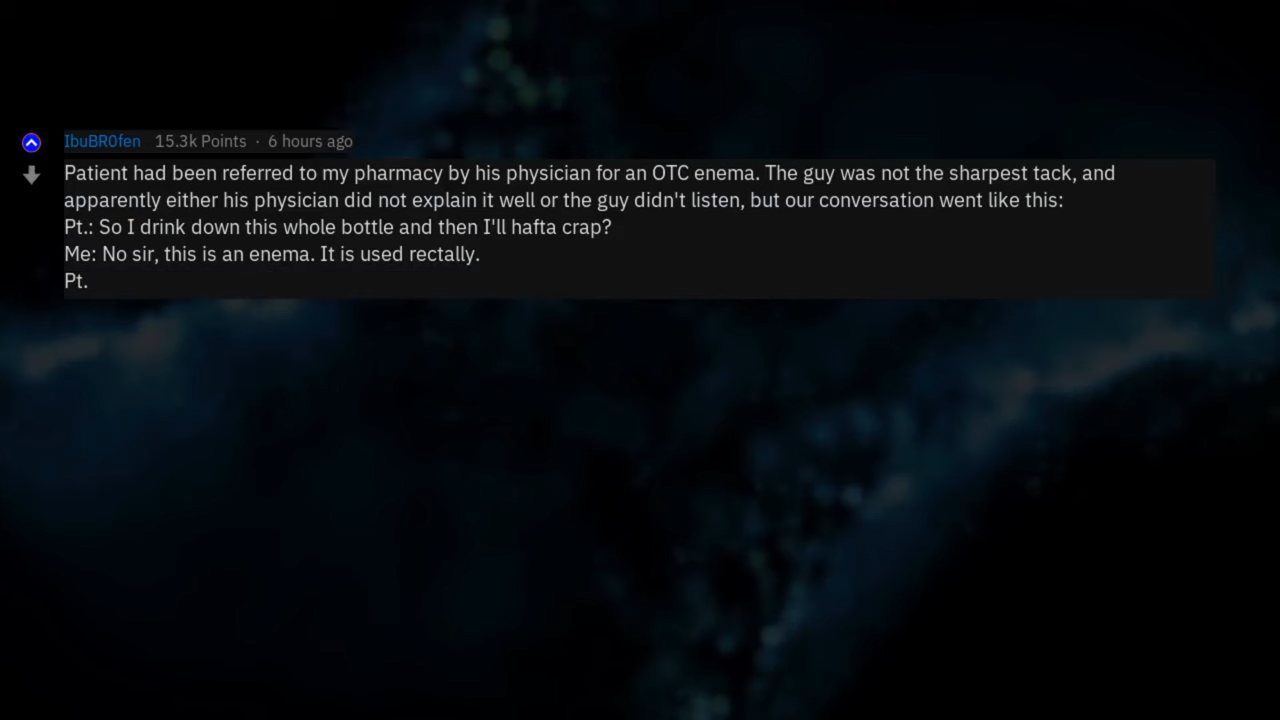 IbuBR0fen 15.3k Points · 6 hours ago
Patient had been referred to my pharmacy by his physician for an OTC enema. The guy was not the sharpest tack, and
apparently either his physician did not explain it well or the guy didn't listen, but our conversation went like this:
Pt.: So I drink down this whole bottle and then I'll hafta crap?
Me: No sir, this is an enema. It is used rectally.
Pt.